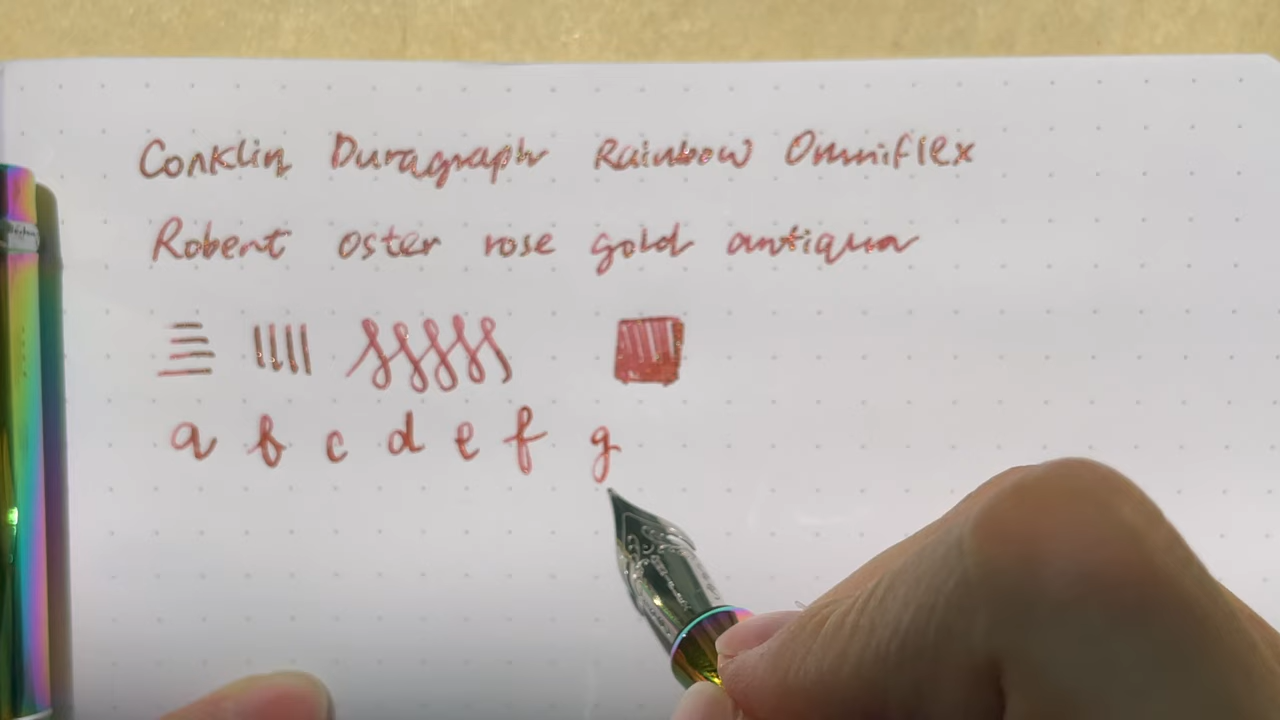 Conklin Duragraph Rainbow Omniflex
Robert oster rose gold antiqua
a b c d e f g